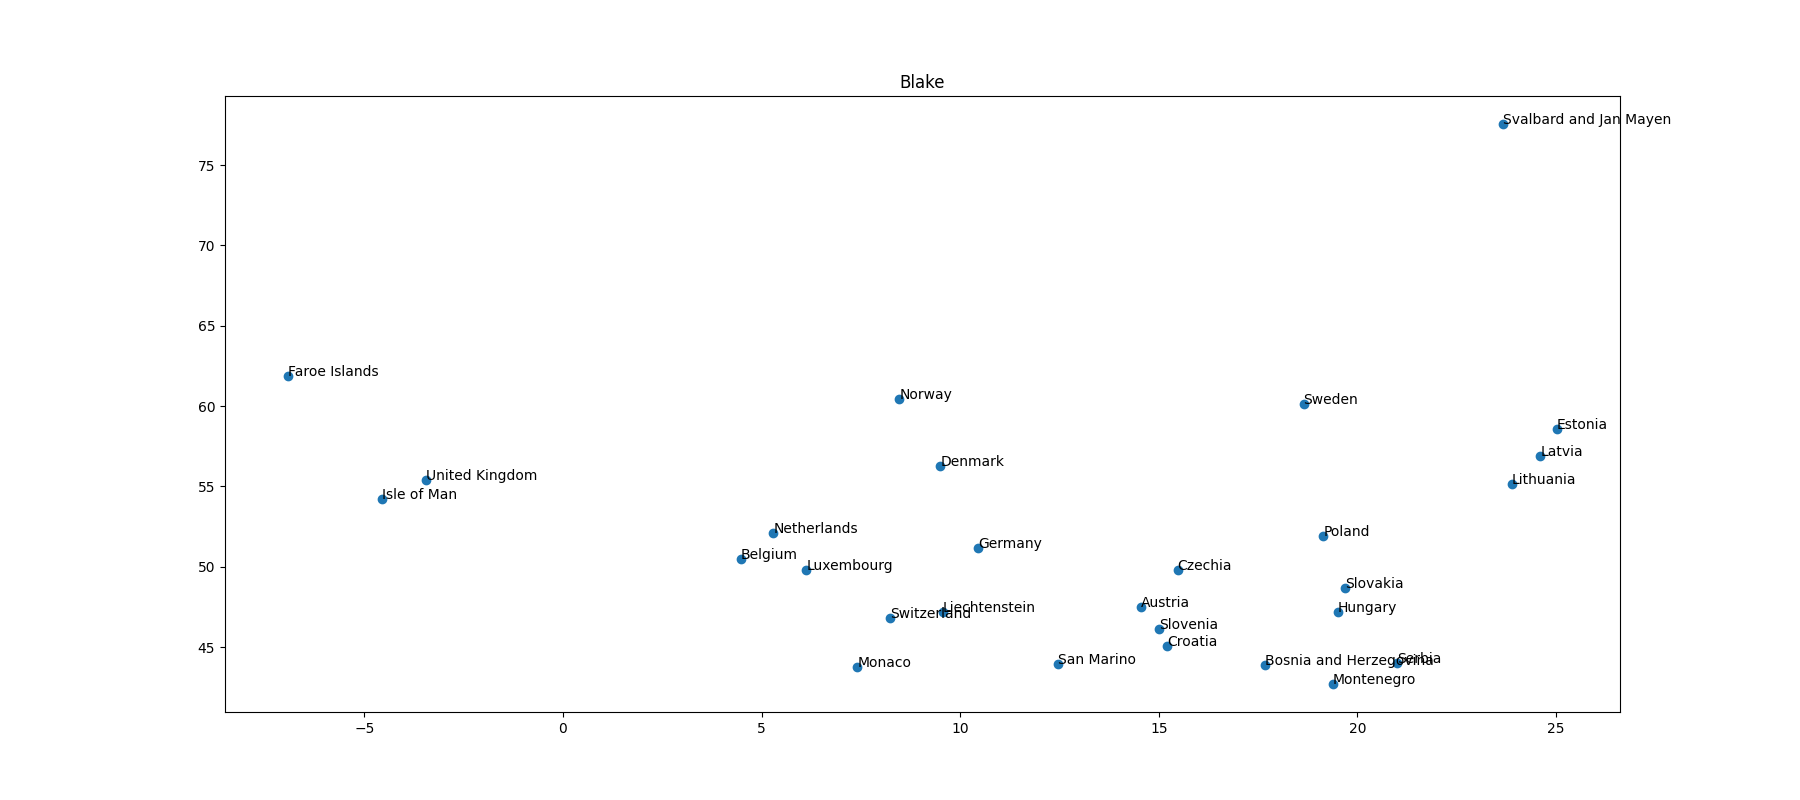 Blake
Svalbard and Jan Mayen
75
70
65
Faroe Islands
60
Norway
Sweden
Estonia
Latvia
Denmark
United Kingdom
Lithuania
55
Isle of Man
Netherlands
Poland
Germany
Belgium
50
Luxembourg
Czechia
Slovakia
Liechtenstein
Hungary
Switzerland
Austria
Slovenia
45
Croatia
Monaco
San Marino
Bosnia and Herzegovina
Serbia
Montenegro
−5
0
5
10
15
20
25